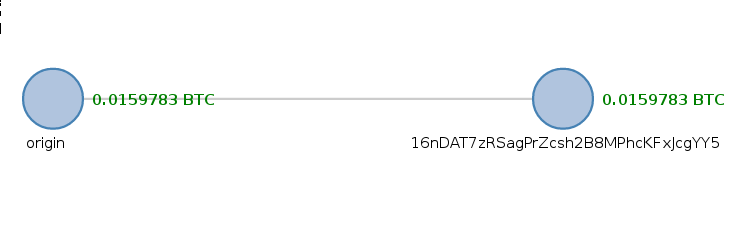 0.0159783 BTC
0.0159783 BTC
origin
16nDAT7zRSagPrZcsh2B8MPhcKFxJcgYY5